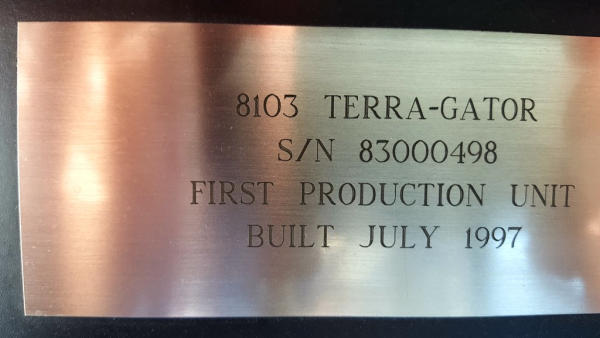 8103 TERRA-GATOR
S/N 83000498
FIRST PRODUCTION UNIT
BUILT JULY 1997